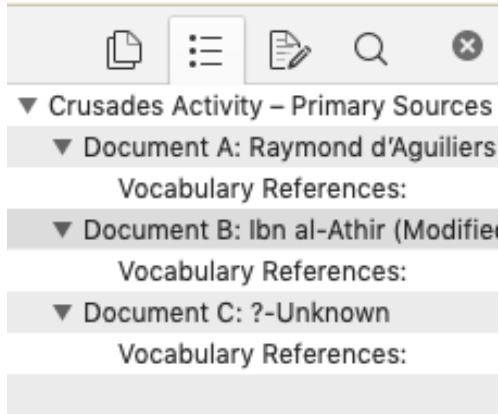 Crusades Activity – Primary Sources
Document A: Raymond d'Aguiliers
Vocabulary References:
Document B: Ibn al-Athir (Modified
Vocabulary References:
Document C: ?-Unknown
Vocabulary References: